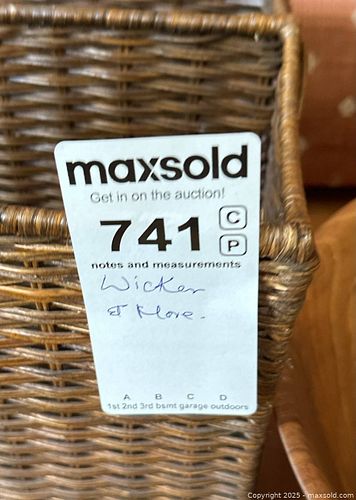 maxsold
Get in on the auction!
741 C
P
notes and measurements
Wicker
& More.
A B C D
1st 2nd 3rd bsmt garage outdoors
Copyright 2025 - maxsold.com